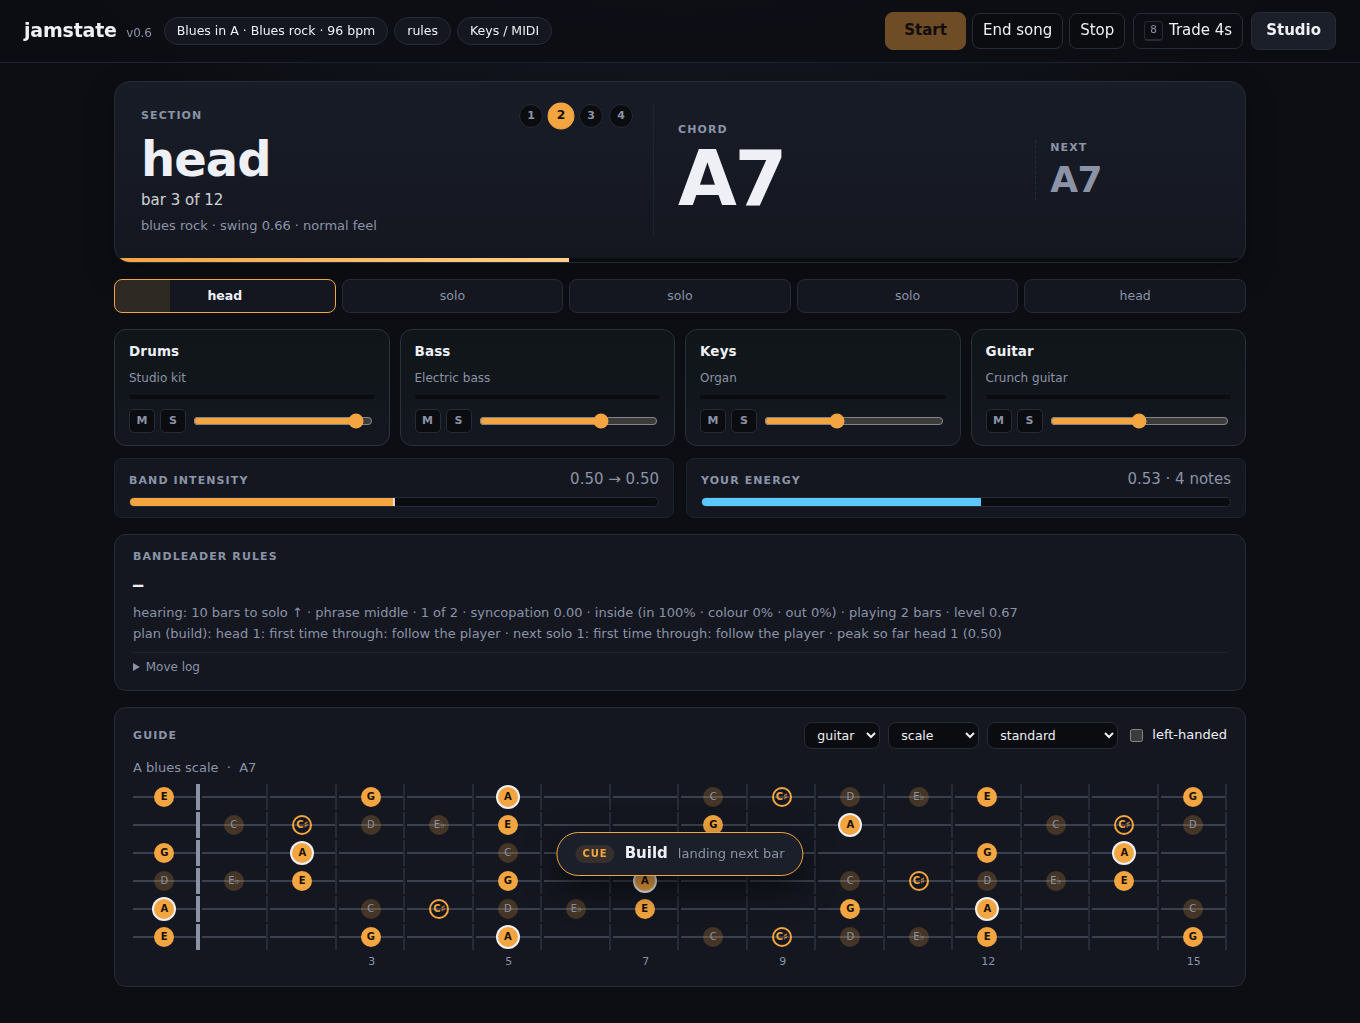 jamstate v0.6 Blues in A · Blues rock · 96 bpm rules Keys / MIDI Start End song Stop 8 Trade 4s Studio
SECTION 1 2 3 4
head
bar 3 of 12
blues rock · swing 0.66 · normal feel
CHORD
A7
NEXT
A7
head solo solo solo head
Drums
Studio kit
M S
Bass
Electric bass
M S
Keys
Organ
M S
Guitar
Crunch guitar
M S
BAND INTENSITY 0.50 → 0.50
YOUR ENERGY 0.53 · 4 notes
BANDLEADER RULES
–
hearing: 10 bars to solo ↑ · phrase middle · 1 of 2 · syncopation 0.00 · inside (in 100% · colour 0% · out 0%) · playing 2 bars · level 0.67
plan (build): head 1: first time through: follow the player · next solo 1: first time through: follow the player · peak so far head 1 (0.50)
▶ Move log
GUIDE guitar scale standard left-handed
A blues scale · A7
E G A C C♯ D E♭ E G
C C♯ D E♭ E G A C C♯ D
G A C G A
D E♭ E G A C C♯ D E♭ E
A C C♯ D E♭ E G A C
E G A C C♯ D E♭ E G
3 5 7 9 12 15
CUE Build landing next bar